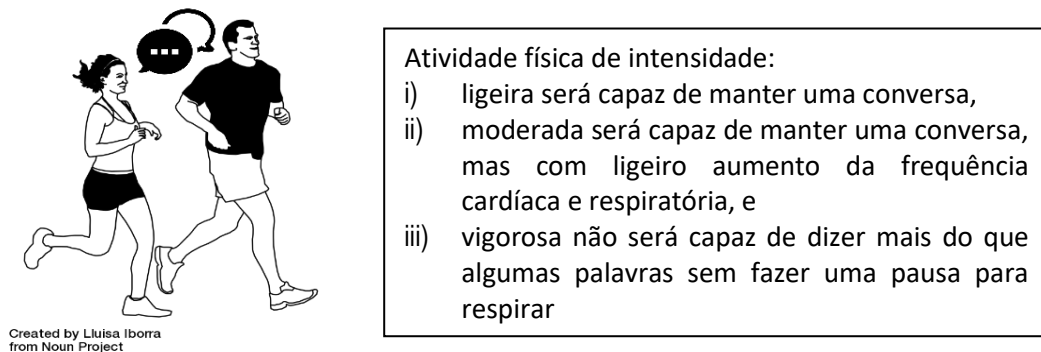 Atividade física de intensidade:
i) ligeira será capaz de manter uma conversa,
ii) moderada será capaz de manter uma conversa,
mas com ligeiro aumento da frequência
cardíaca e respiratória, e
iii) vigorosa não será capaz de dizer mais do que
algumas palavras sem fazer uma pausa para
respirar
Created by Lluisa Iborra
from Noun Project